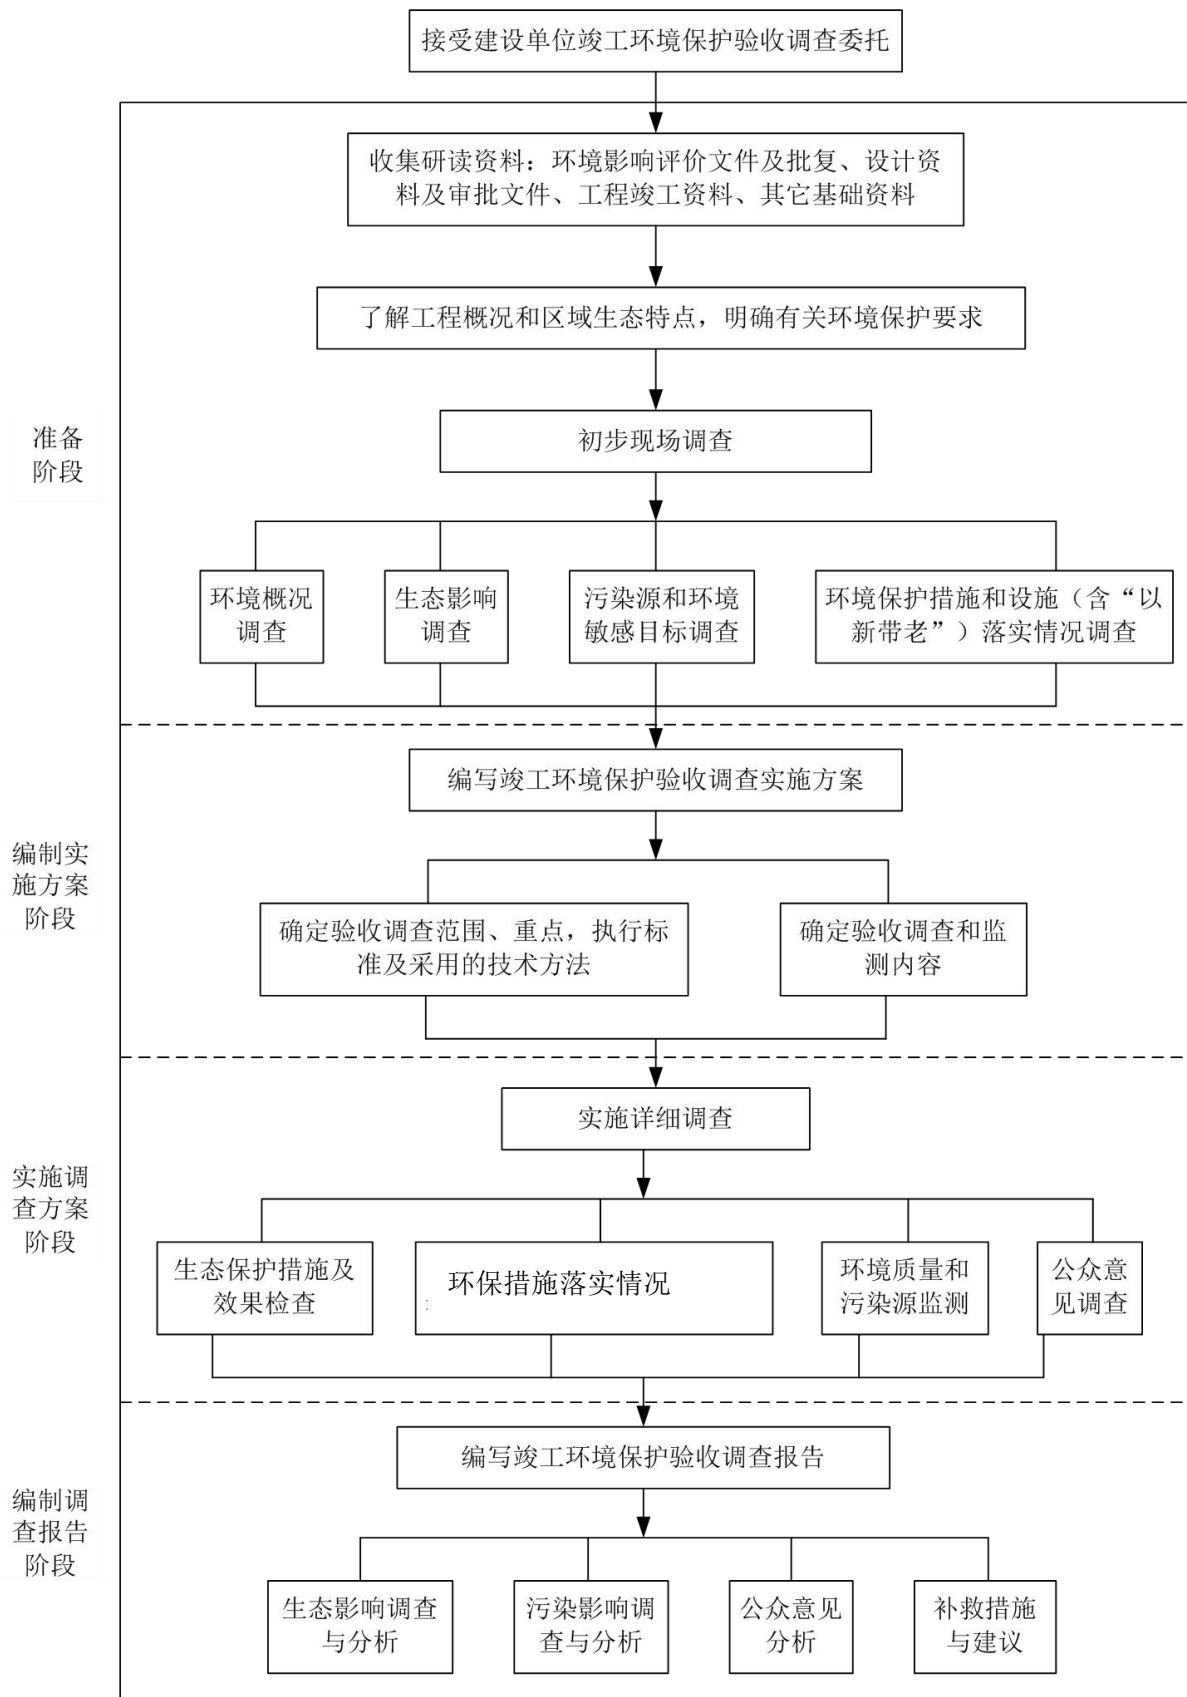 接受建设单位竣工环境保护验收调查委托
收集研读资料：环境影响评价文件及批复、设计资
料及审批文件、工程竣工资料、其它基础资料
了解工程概况和区域生态特点，明确有关环境保护要求
准备
阶段
初步现场调查
环境概况
调查
生态影响
调查
污染源和环境
敏感目标调查
环境保护措施和设施（含“以
新带老”）落实情况调查
编写竣工环境保护验收调查实施方案
编制实
施方案
阶段
确定验收调查范围、重点，执行标
准及采用的技术方法
确定验收调查和监
测内容
实施详细调查
实施调
查方案
阶段
生态保护措施及
效果检查
环保措施落实情况
:
环境质量和
污染源监测
公众意
见调查
编写竣工环境保护验收调查报告
编制调
查报告
阶段
生态影响调查
与分析
污染影响调
查与分析
公众意见
分析
补救措施
与建议